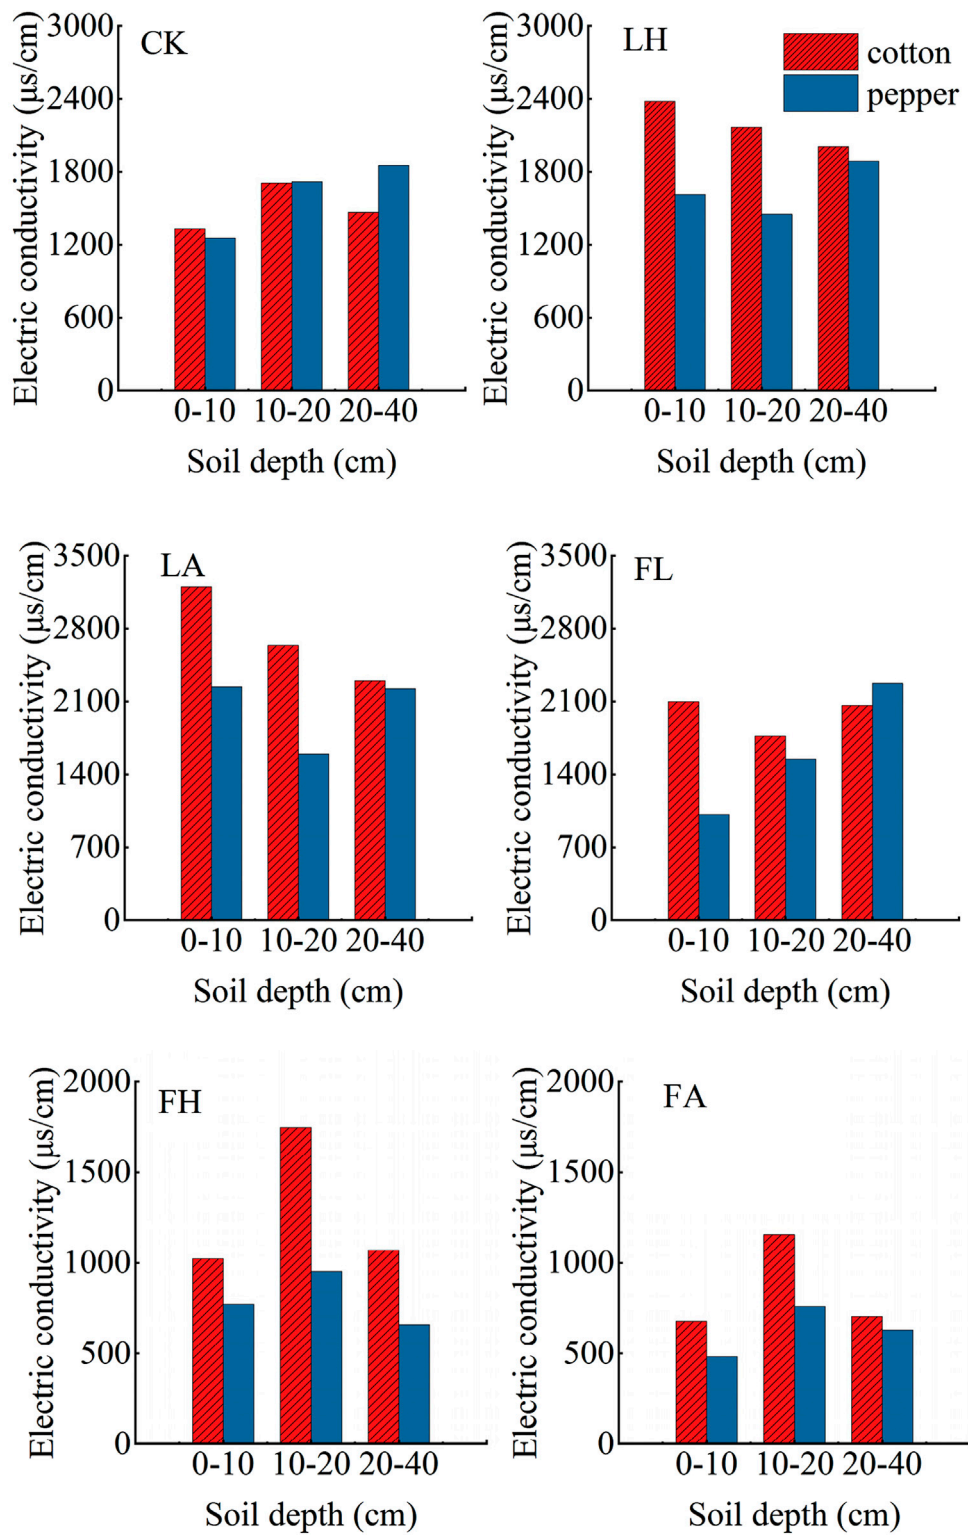 CK
Electric conductivity (μs/cm)
3000
2400
1800
1200
600
0
0-10 10-20 20-40
Soil depth (cm)
LH
cotton
pepper
Electric conductivity (μs/cm)
3000
2400
1800
1200
600
0
0-10 10-20 20-40
Soil depth (cm)
LA
Electric conductivity (μs/cm)
3500
2800
2100
1400
700
0
0-10 10-20 20-40
Soil depth (cm)
FL
Electric conductivity (μs/cm)
3500
2800
2100
1400
700
0
0-10 10-20 20-40
Soil depth (cm)
FH
Electric conductivity (μs/cm)
2000
1500
1000
500
0
0-10 10-20 20-40
Soil depth (cm)
FA
Electric conductivity (μs/cm)
2000
1500
1000
500
0
0-10 10-20 20-40
Soil depth (cm)